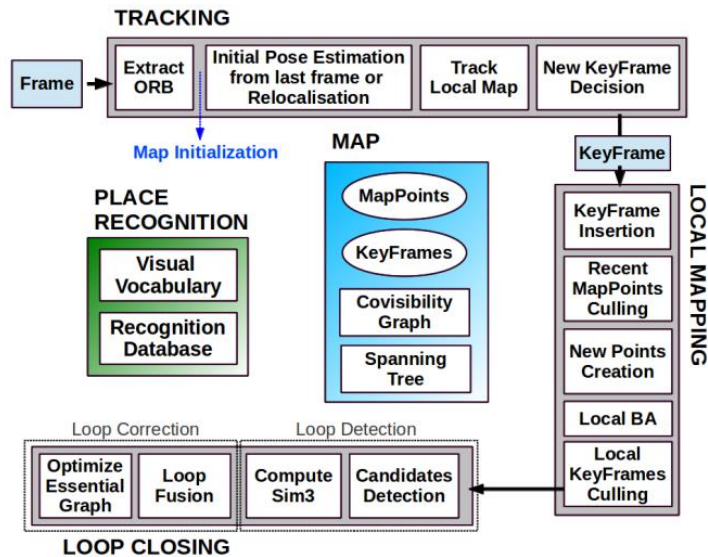 TRACKING
Frame
Extract
ORB
Initial Pose Estimation
from last frame or
Relocalisation
Track
Local Map
New KeyFrame
Decision
Map Initialization
KeyFrame
MAP
MapPoints
KeyFrames
Covisibility
Graph
Spanning
Tree
PLACE
RECOGNITION
Visual
Vocabulary
Recognition
Database
LOCAL MAPPING
KeyFrame
Insertion
Recent
MapPoints
Culling
New Points
Creation
Local BA
Local
KeyFrames
Culling
Loop Correction
Loop Detection
Optimize
Essential
Graph
Loop
Fusion
Compute
Sim3
Candidates
Detection
LOOP CLOSING